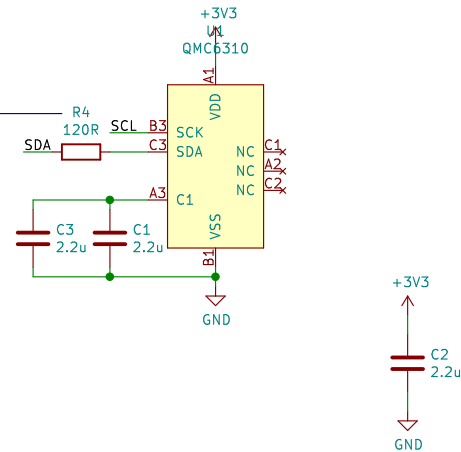 +3V3
U1
QMC6310
A1
VDD
R4
120R
SCL
B3
SCK
SDA
C3
SDA
NC
C1
NC
A2
NC
C2
A3
C1
C3
2.2u
C1
2.2u
VSS
B1
GND
+3V3
C2
2.2u
GND